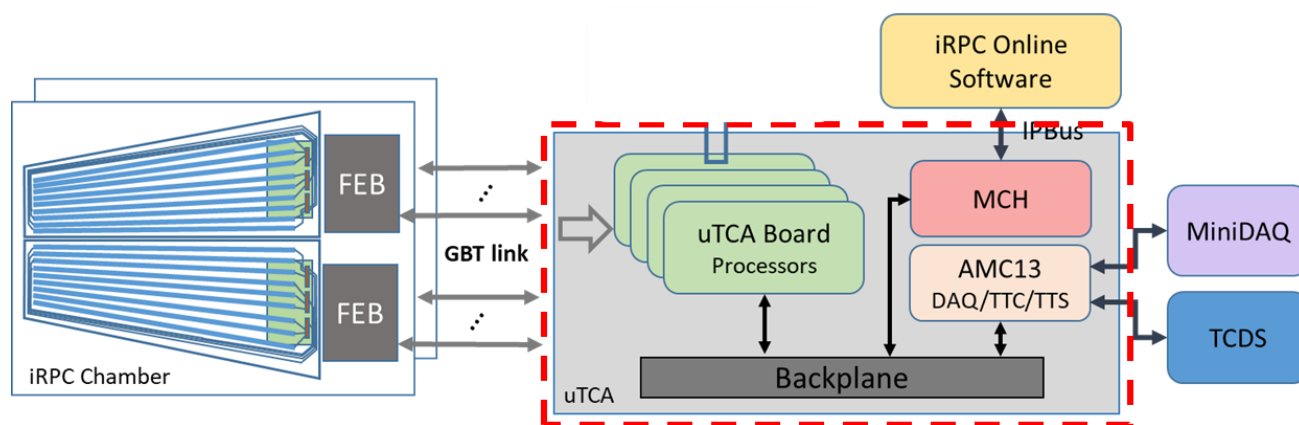 iRPC Online
Software
IPBus
FEB
FEB
GBT link
iRPC Chamber
uTCA Board
Processors
MCH
AMC13
DAQ/TTC/TTS
Backplane
uTCA
MiniDAQ
TCDS